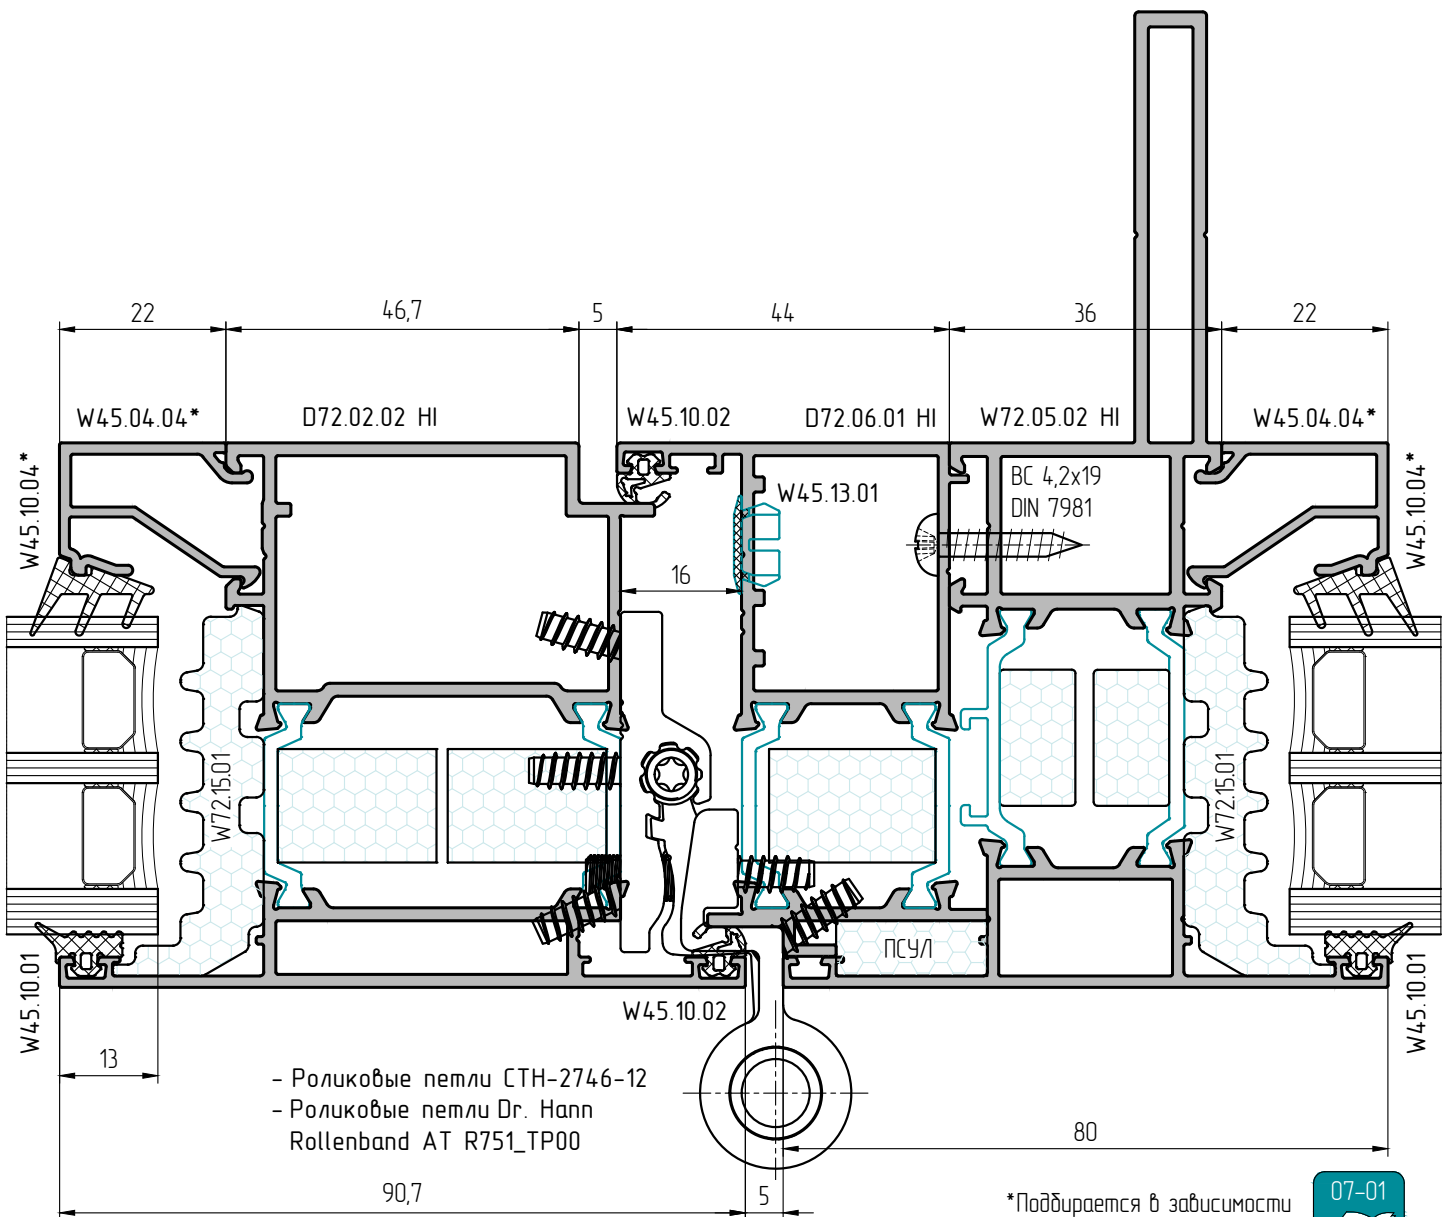 22
46,7
5
44
36
22
W45.04.04*
D72.02.02 HI
W45.10.02
D72.06.01 HI
W72.05.02 HI
W45.04.04*
W45.10.04*
W45.10.04*
W45.13.01
ВС 4,2х19
DIN 7981
16
W72.15.01
W72.15.01
ПСУЛ
W45.10.01
W45.10.02
W45.10.01
13
- Роликовые петли СТН-2746-12
- Роликовые петли Dr. Hann
Rollenband AT R751_TP00
80
90,7
5
*Подбирается в зависимости
07-01